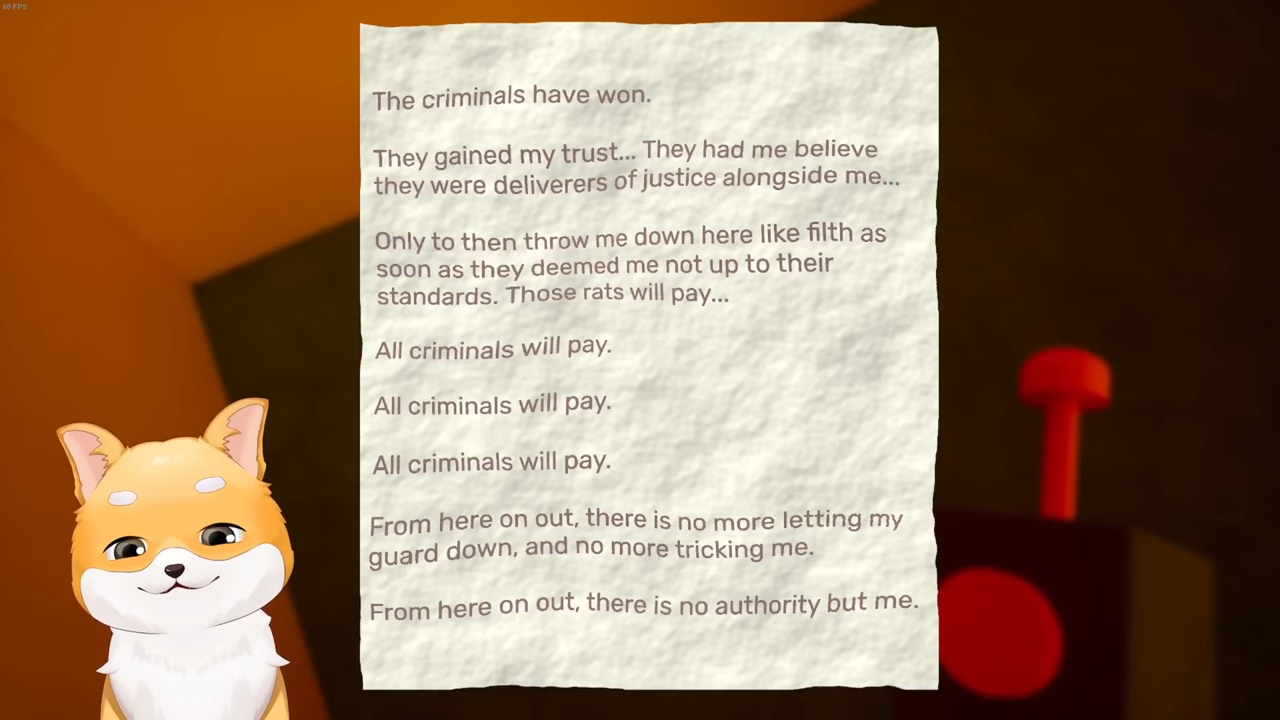 60 FPS
The criminals have won.
They gained my trust... They had me believe
they were deliverers of justice alongside me...
Only to then throw me down here like filth as
soon as they deemed me not up to their
standards. Those rats will pay...
All criminals will pay.
All criminals will pay.
All criminals will pay.
From here on out, there is no more letting my
guard down, and no more tricking me.
From here on out, there is no authority but me.